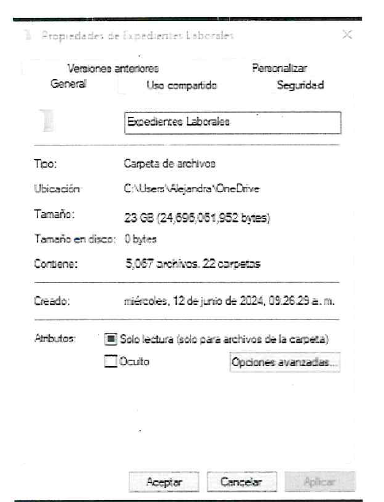 Propiedades de Expedientes Laborales
Versiones anteriores Personalizar
General Uso compartido Seguridad
Expedientes Laborales
Tipo: Carpeta de archivos
Ubicación C:\Users\Alejandra\OneDrive
Tamaño: 23 GB (24,696,061,952 bytes)
Tamaño en disco: 0 bytes
Contiene: 5,067 archivos, 22 carpetas
Creado: miércoles, 12 de junio de 2024, 09:26:29 a. m.
Atributos: Solo lectura (solo para archivos de la carpeta)
Oculto Opciones avanzadas...
Aceptar Cancelar Aplicar